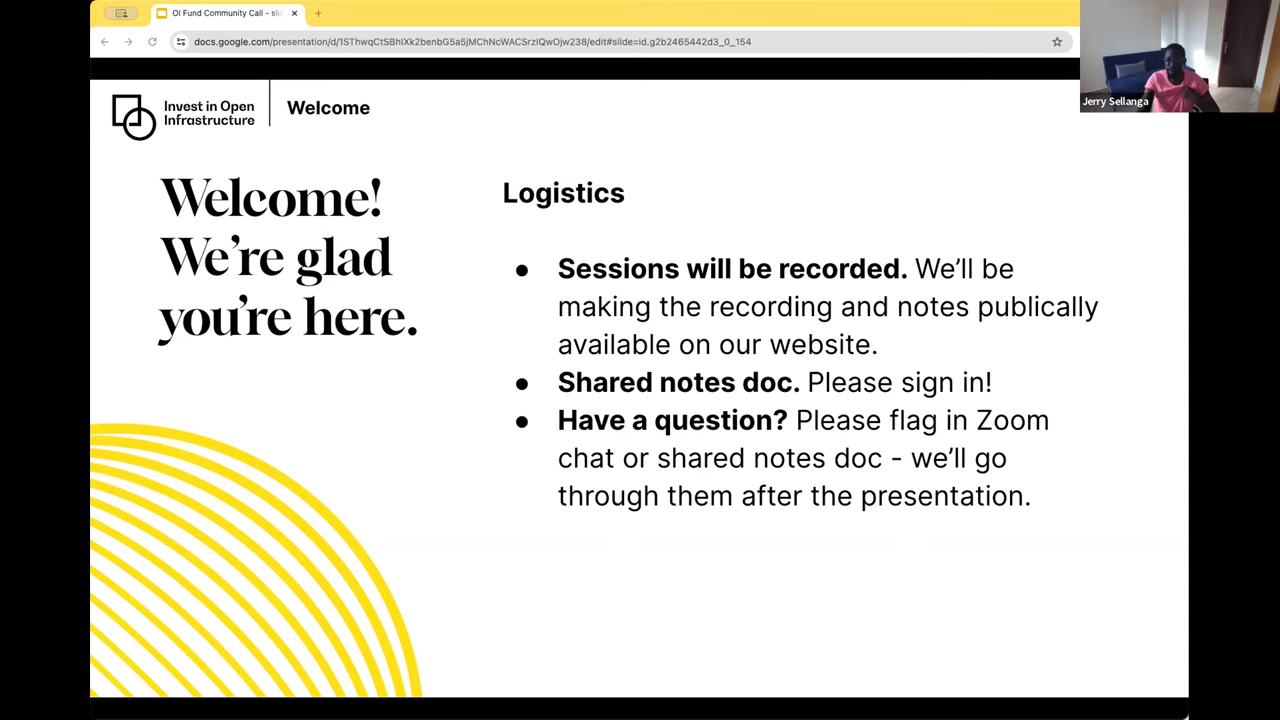 OI Fund Community Call - sli
docs.google.com/presentation/d/1SThwqCtSBhIXk2benbG5a5jMChNcWACSrzIQwOjw238/edit#slide=id.g2b2465442d3_0_154
Jerry Sellanga
Invest in Open
Infrastructure
Welcome
Welcome!
We’re glad
you’re here.
Logistics
● Sessions will be recorded. We’ll be
making the recording and notes publically
available on our website.
● Shared notes doc. Please sign in!
● Have a question? Please flag in Zoom
chat or shared notes doc - we’ll go
through them after the presentation.